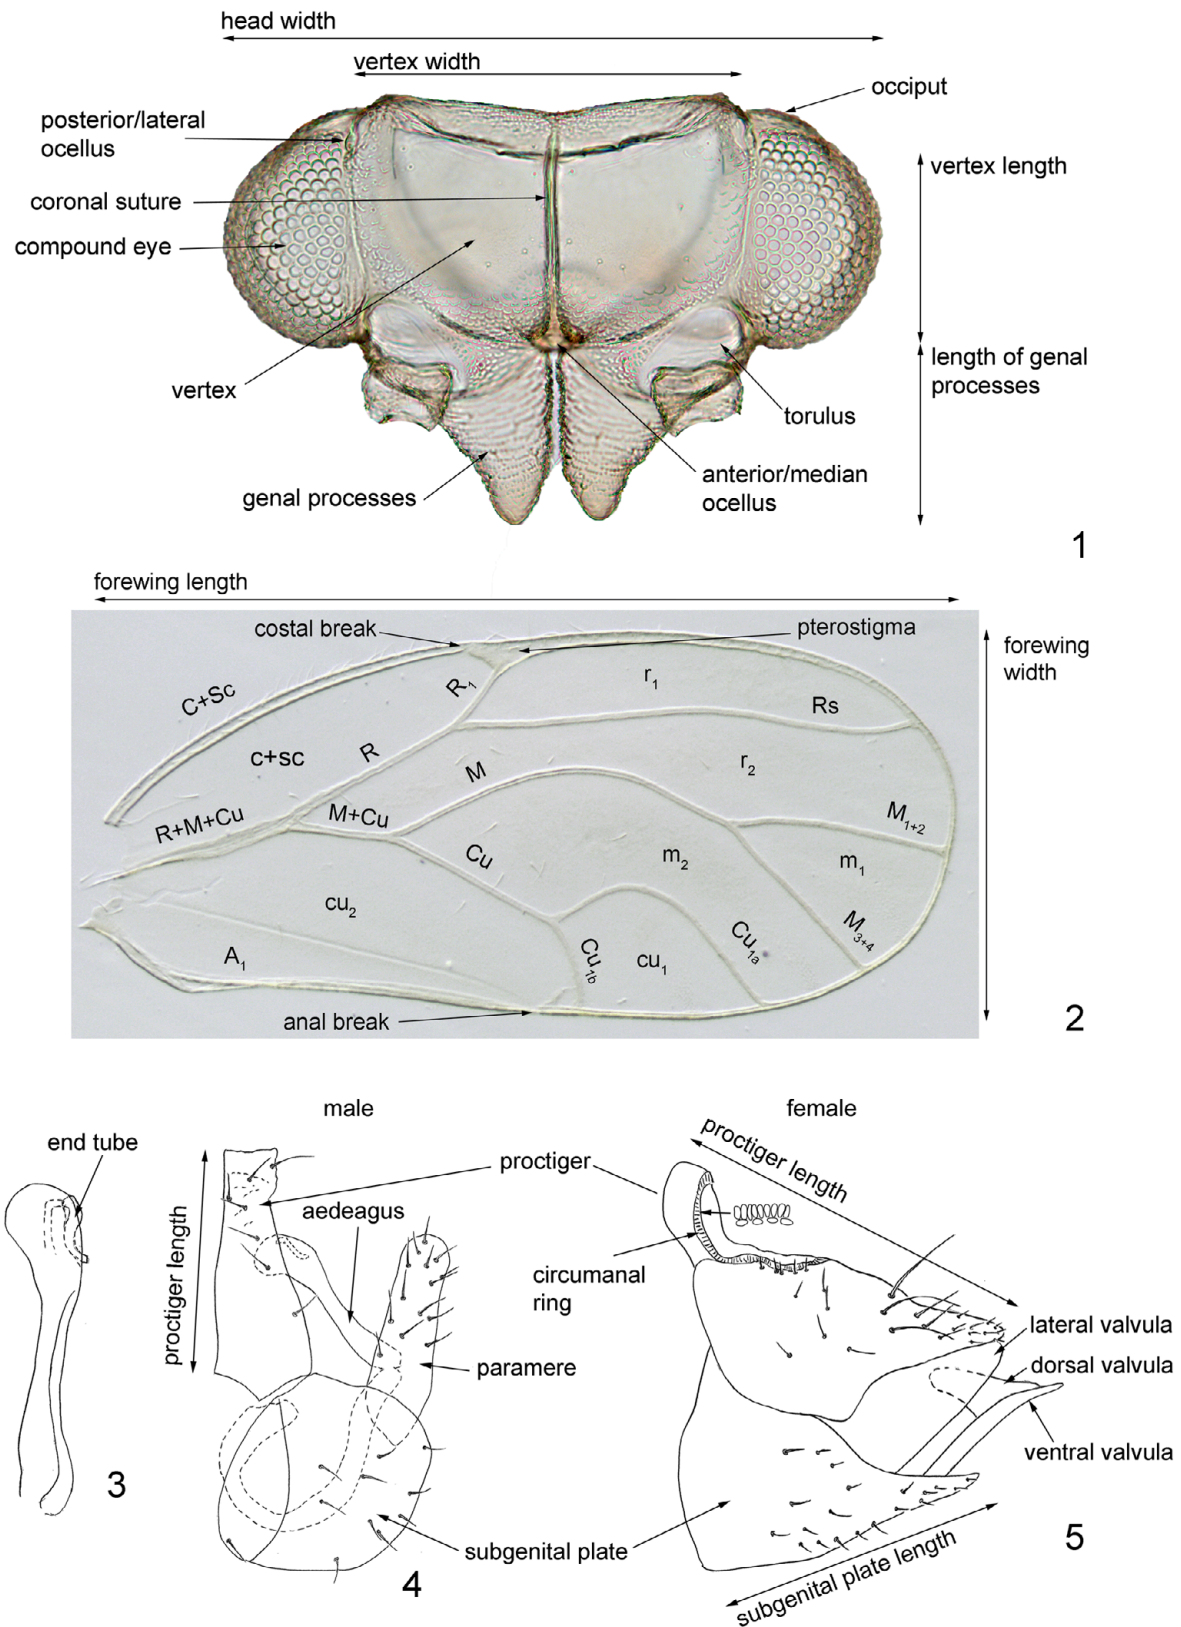 head width
vertex width
occiput
posterior/lateral
ocellus
vertex length
coronal suture
compound eye
length of genal
processes
vertex
torulus
anterior/median
ocellus
genal processes
1
forewing length
costal break
pterostigma
forewing
width
C+Sc
R₁
r₁
Rs
c+sc
R
M
r₂
R+M+Cu
M+Cu
M₁₊₂
Cu
m₂
m₁
cu₂
M₃₊₄
Cu₁ₐ
A₁
Cu₁b
cu₁
anal break
2
male
female
end tube
proctiger length
proctiger
proctiger length
aedeagus
circumanal
ring
lateral valvula
paramere
dorsal valvula
ventral valvula
3
subgenital plate
subgenital plate length
4
5